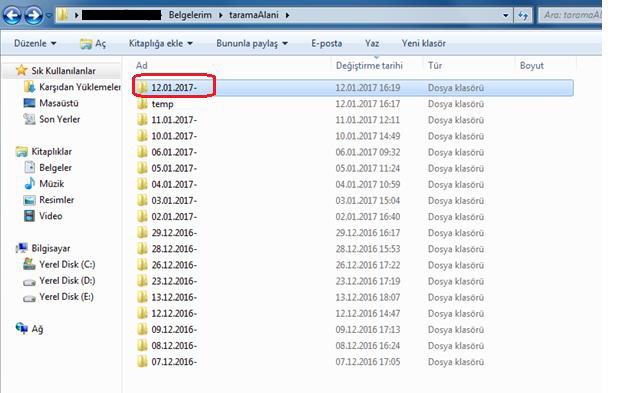 Belgelerim ▸ taramaAlani ▸ Ara: taramaAl
Düzenle Aç Kitaplığa ekle Bununla paylaş E-posta Yaz Yeni klasör
Ad Değiştirme tarihi Tür Boyut
Sık Kullanılanlar
Karşıdan Yüklemeler
Masaüstü
Son Yerler
Kitaplıklar
Belgeler
Müzik
Resimler
Video
Bilgisayar
Yerel Disk (C:)
Yerel Disk (D:)
Yerel Disk (E:)
Ağ
12.01.2017- 12.01.2017 16:19 Dosya klasörü
temp 12.01.2017 16:17 Dosya klasörü
11.01.2017- 11.01.2017 12:11 Dosya klasörü
10.01.2017- 10.01.2017 14:49 Dosya klasörü
06.01.2017- 06.01.2017 09:32 Dosya klasörü
05.01.2017- 05.01.2017 11:24 Dosya klasörü
04.01.2017- 04.01.2017 10:59 Dosya klasörü
03.01.2017- 03.01.2017 15:04 Dosya klasörü
02.01.2017- 02.01.2017 16:40 Dosya klasörü
29.12.2016- 29.12.2016 16:17 Dosya klasörü
28.12.2016- 28.12.2016 15:53 Dosya klasörü
26.12.2016- 26.12.2016 17:22 Dosya klasörü
23.12.2016- 23.12.2016 17:19 Dosya klasörü
13.12.2016- 13.12.2016 18:07 Dosya klasörü
12.12.2016- 12.12.2016 14:47 Dosya klasörü
09.12.2016- 09.12.2016 17:13 Dosya klasörü
08.12.2016- 08.12.2016 16:24 Dosya klasörü
07.12.2016- 07.12.2016 17:05 Dosya klasörü